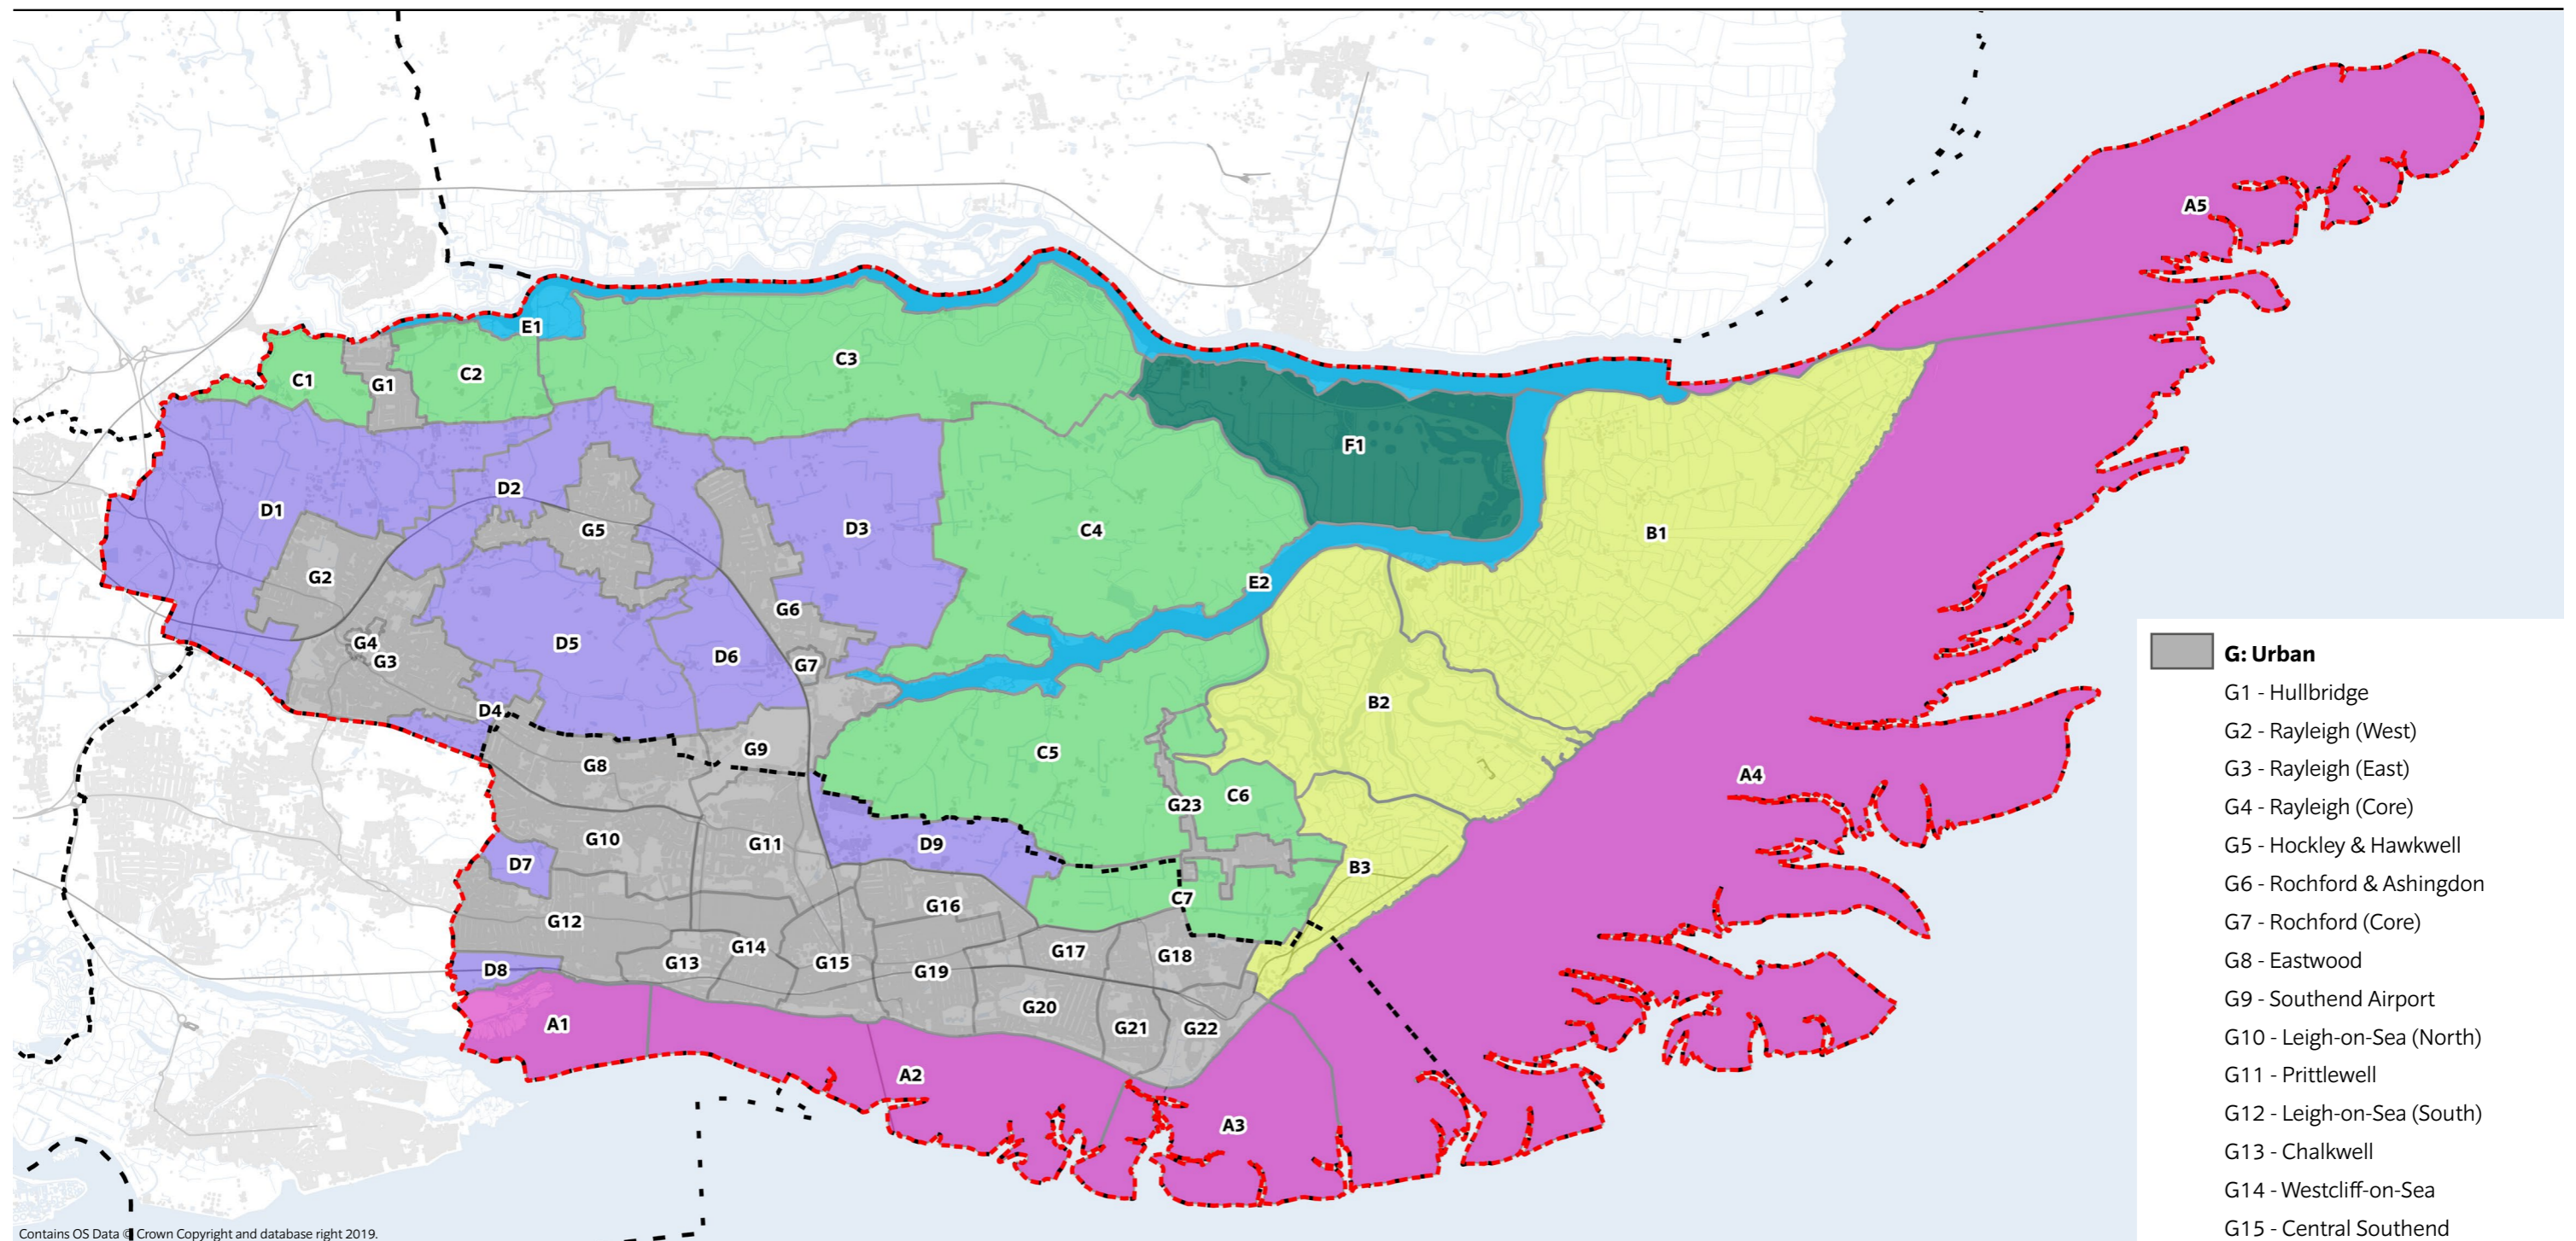 A5
E1
C3
C1
C2
G1
F1
D2
D1
G5
D3
C4
B1
G2
E2
G6
G4
D5
G3
D6
G7
B2
D4
G9
C5
G8
A4
C6
G23
G10
G11
D9
D7
B3
C7
G16
G12
G14
G17
G18
G13
G15
D8
G19
G20
A1
G21
G22
A2
A3
G: Urban
G1 - Hullbridge
G2 - Rayleigh (West)
G3 - Rayleigh (East)
G4 - Rayleigh (Core)
G5 - Hockley & Hawkwell
G6 - Rochford & Ashingdon
G7 - Rochford (Core)
G8 - Eastwood
G9 - Southend Airport
G10 - Leigh-on-Sea (North)
G11 - Prittlewell
G12 - Leigh-on-Sea (South)
G13 - Chalkwell
G14 - Westcliff-on-Sea
G15 - Central Southend
Contains OS Data © Crown Copyright and database right 2019.